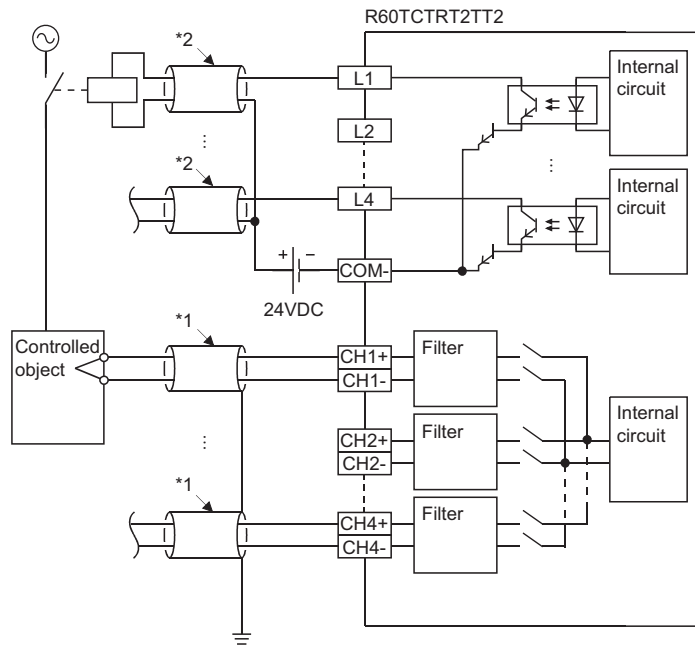 R60TCTRT2TT2
*2
L1
Internal
circuit
L2
*2
L4
Internal
circuit
+ −
COM-
24VDC
*1
Controlled
object
CH1+
CH1-
Filter
CH2+
CH2-
Filter
Internal
circuit
*1
CH4+
CH4-
Filter